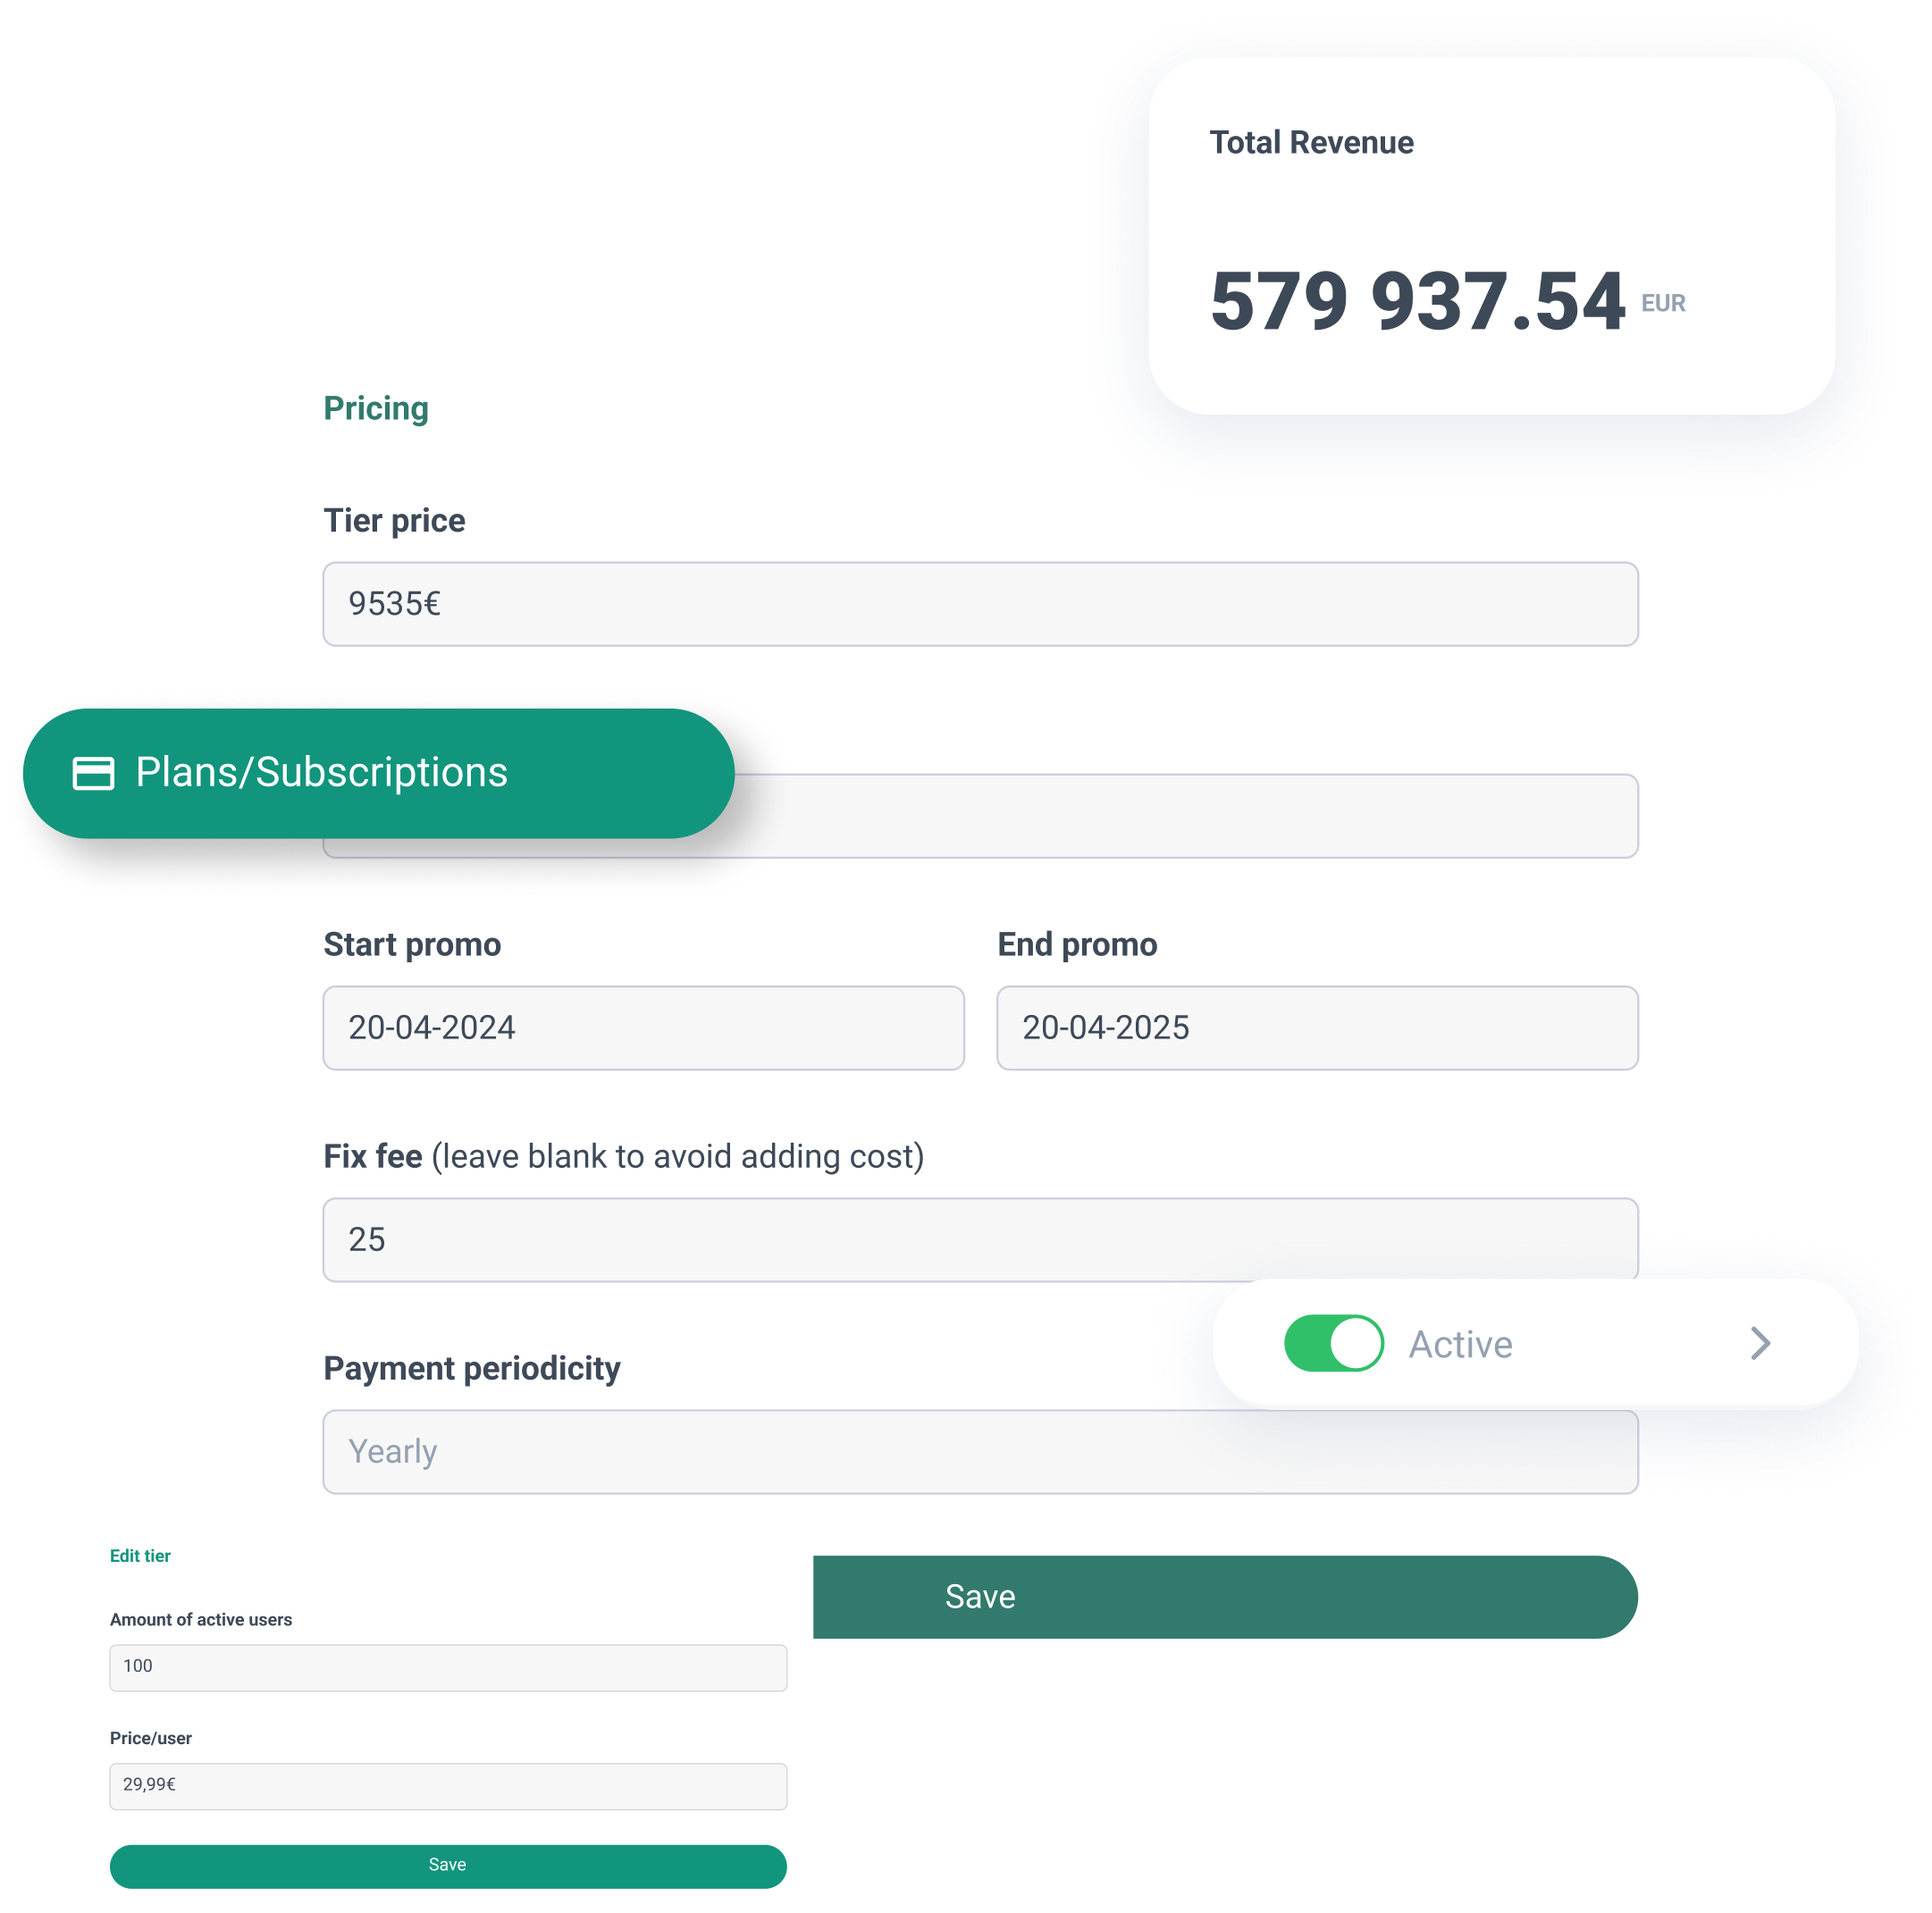 Total Revenue
579 937.54 EUR
Pricing
Tier price
9535€
Plans/Subscriptions
Start promo
End promo
20-04-2024
20-04-2025
Fix fee (leave blank to avoid adding cost)
25
Active
Payment periodicity
Yearly
Save
Edit tier
Amount of active users
100
Price/user
29,99€
Save